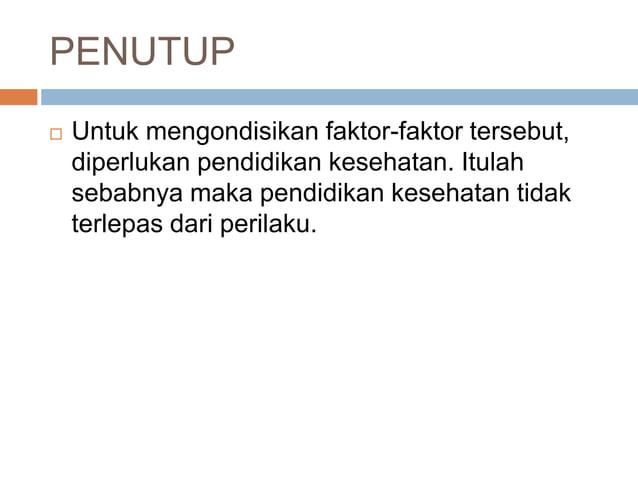 PENUTUP
Untuk mengondisikan faktor-faktor tersebut,
diperlukan pendidikan kesehatan. Itulah
sebabnya maka pendidikan kesehatan tidak
terlepas dari perilaku.